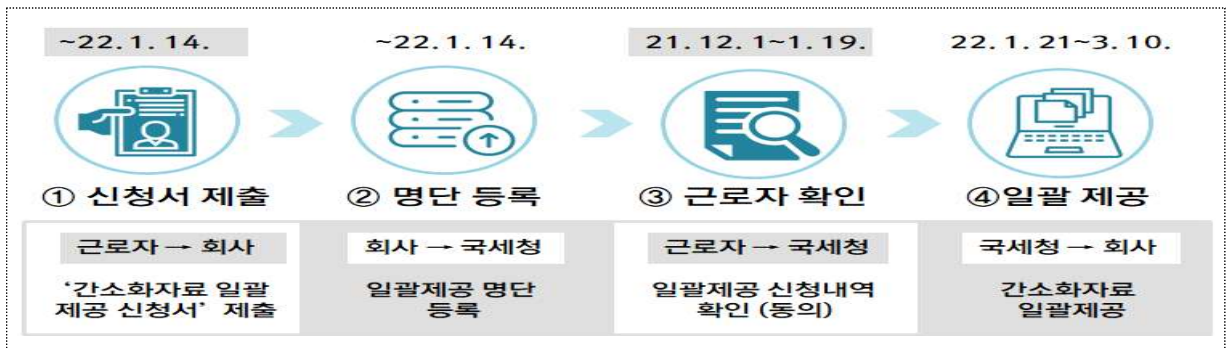 ~22. 1. 14.
~22. 1. 14.
21. 12. 1~1. 19.
22. 1. 21~3. 10.
① 신청서 제출
② 명단 등록
③ 근로자 확인
④일괄 제공
근로자 → 회사
회사 → 국세청
근로자 → 국세청
국세청 → 회사
‘간소화자료 일괄
제공 신청서’ 제출
일괄제공 명단
등록
일괄제공 신청내역
확인 (동의)
간소화자료
일괄제공